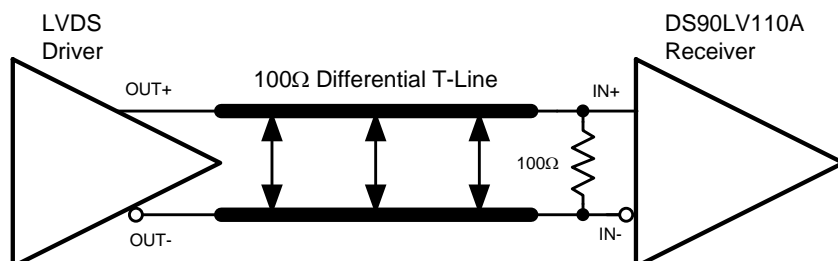 LVDS
Driver
DS90LV110A
Receiver
100Ω Differential T-Line
OUT+
IN+
100Ω
OUT-
IN-